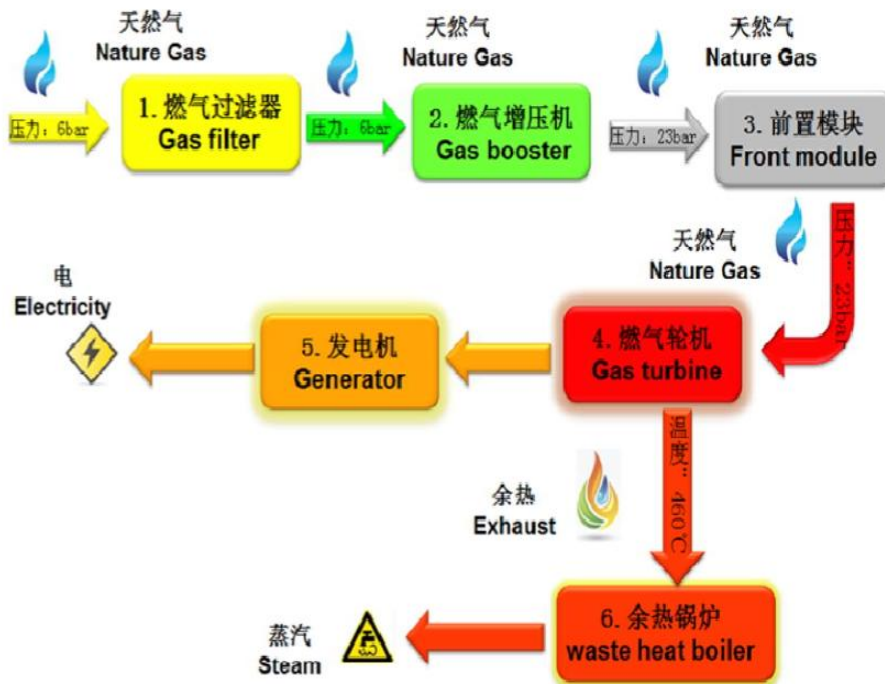 天然气
Nature Gas
天然气
Nature Gas
天然气
Nature Gas
压力：6bar
1. 燃气过滤器
Gas filter
压力：6bar
2. 燃气增压机
Gas booster
压力：23bar
3. 前置模块
Front module
压力：23bar
天然气
Nature Gas
电
Electricity
5. 发电机
Generator
4. 燃气轮机
Gas turbine
温度：460℃
余热
Exhaust
6. 余热锅炉
waste heat boiler
蒸汽
Steam